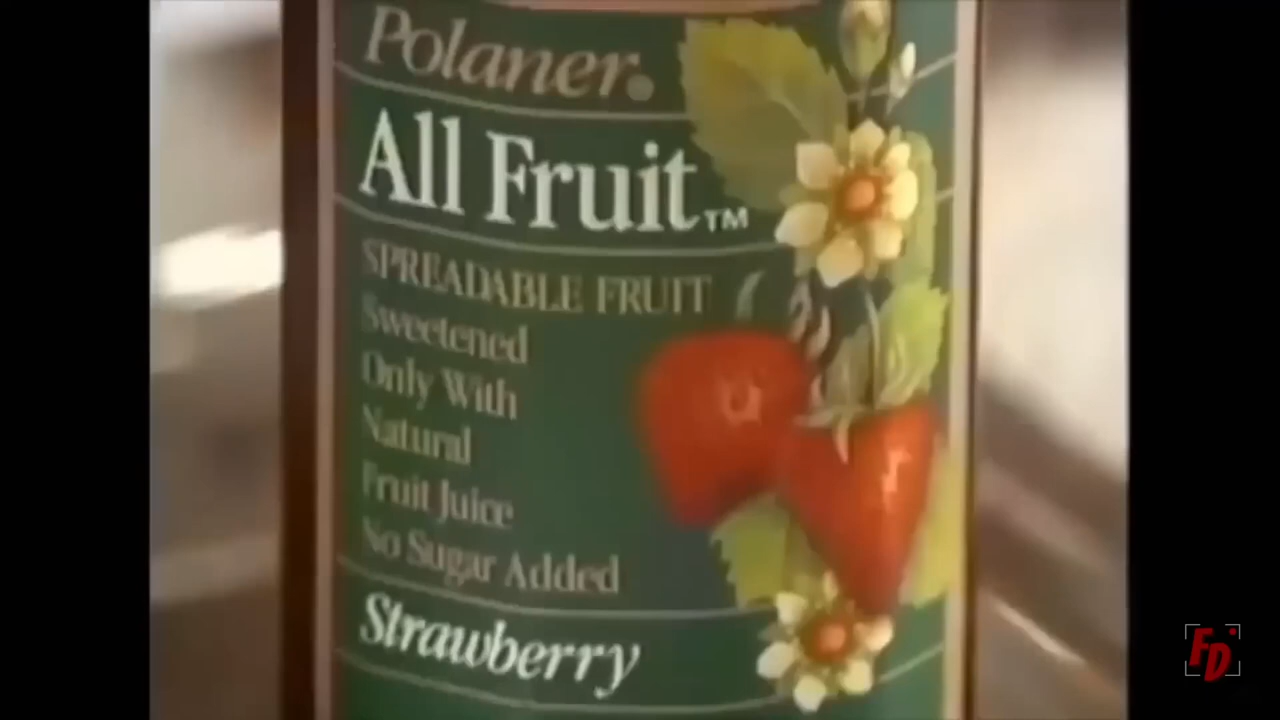 Polaner®
All Fruit™
SPREADABLE FRUIT
Sweetened
Only With
Natural
Fruit Juice
No Sugar Added
Strawberry
FD